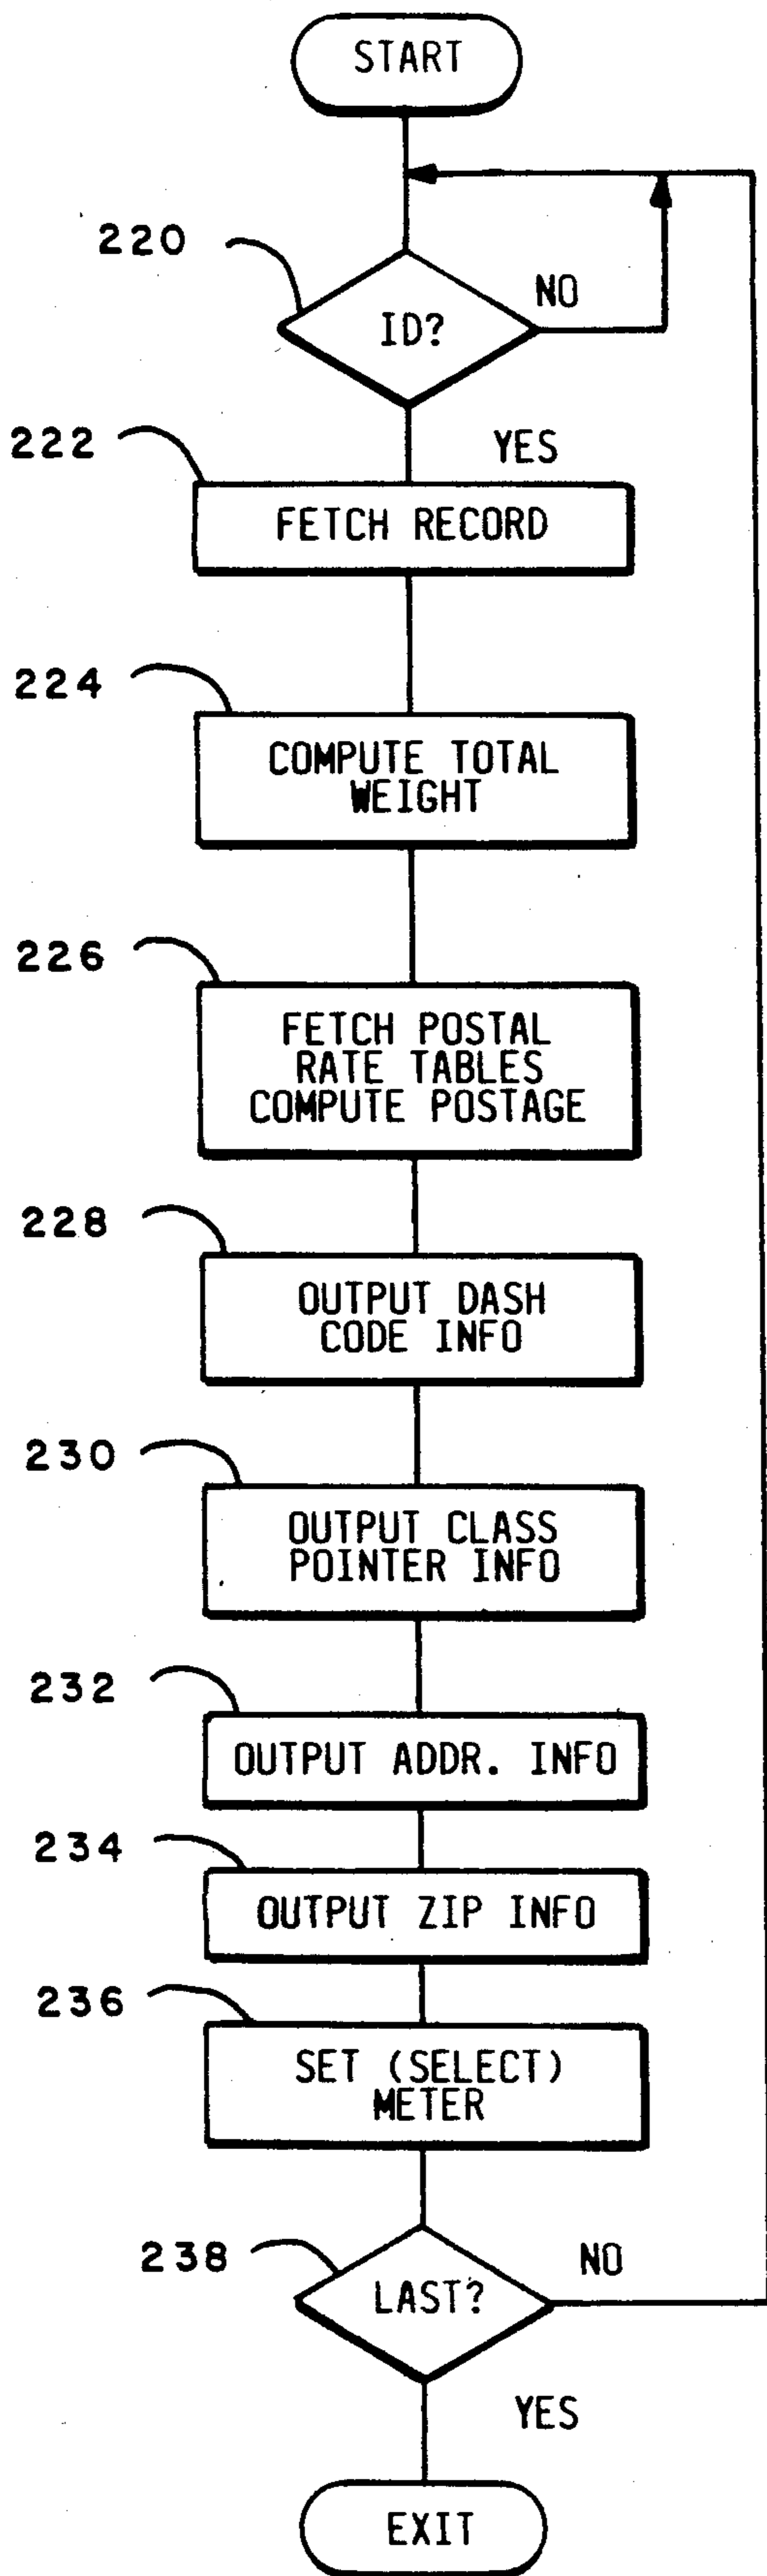 START
220
ID?
NO
YES
222
FETCH RECORD
224
COMPUTE TOTAL
WEIGHT
226
FETCH POSTAL
RATE TABLES
COMPUTE POSTAGE
228
OUTPUT DASH
CODE INFO
230
OUTPUT CLASS
POINTER INFO
232
OUTPUT ADDR. INFO
234
OUTPUT ZIP INFO
236
SET (SELECT)
METER
238
LAST?
NO
YES
EXIT